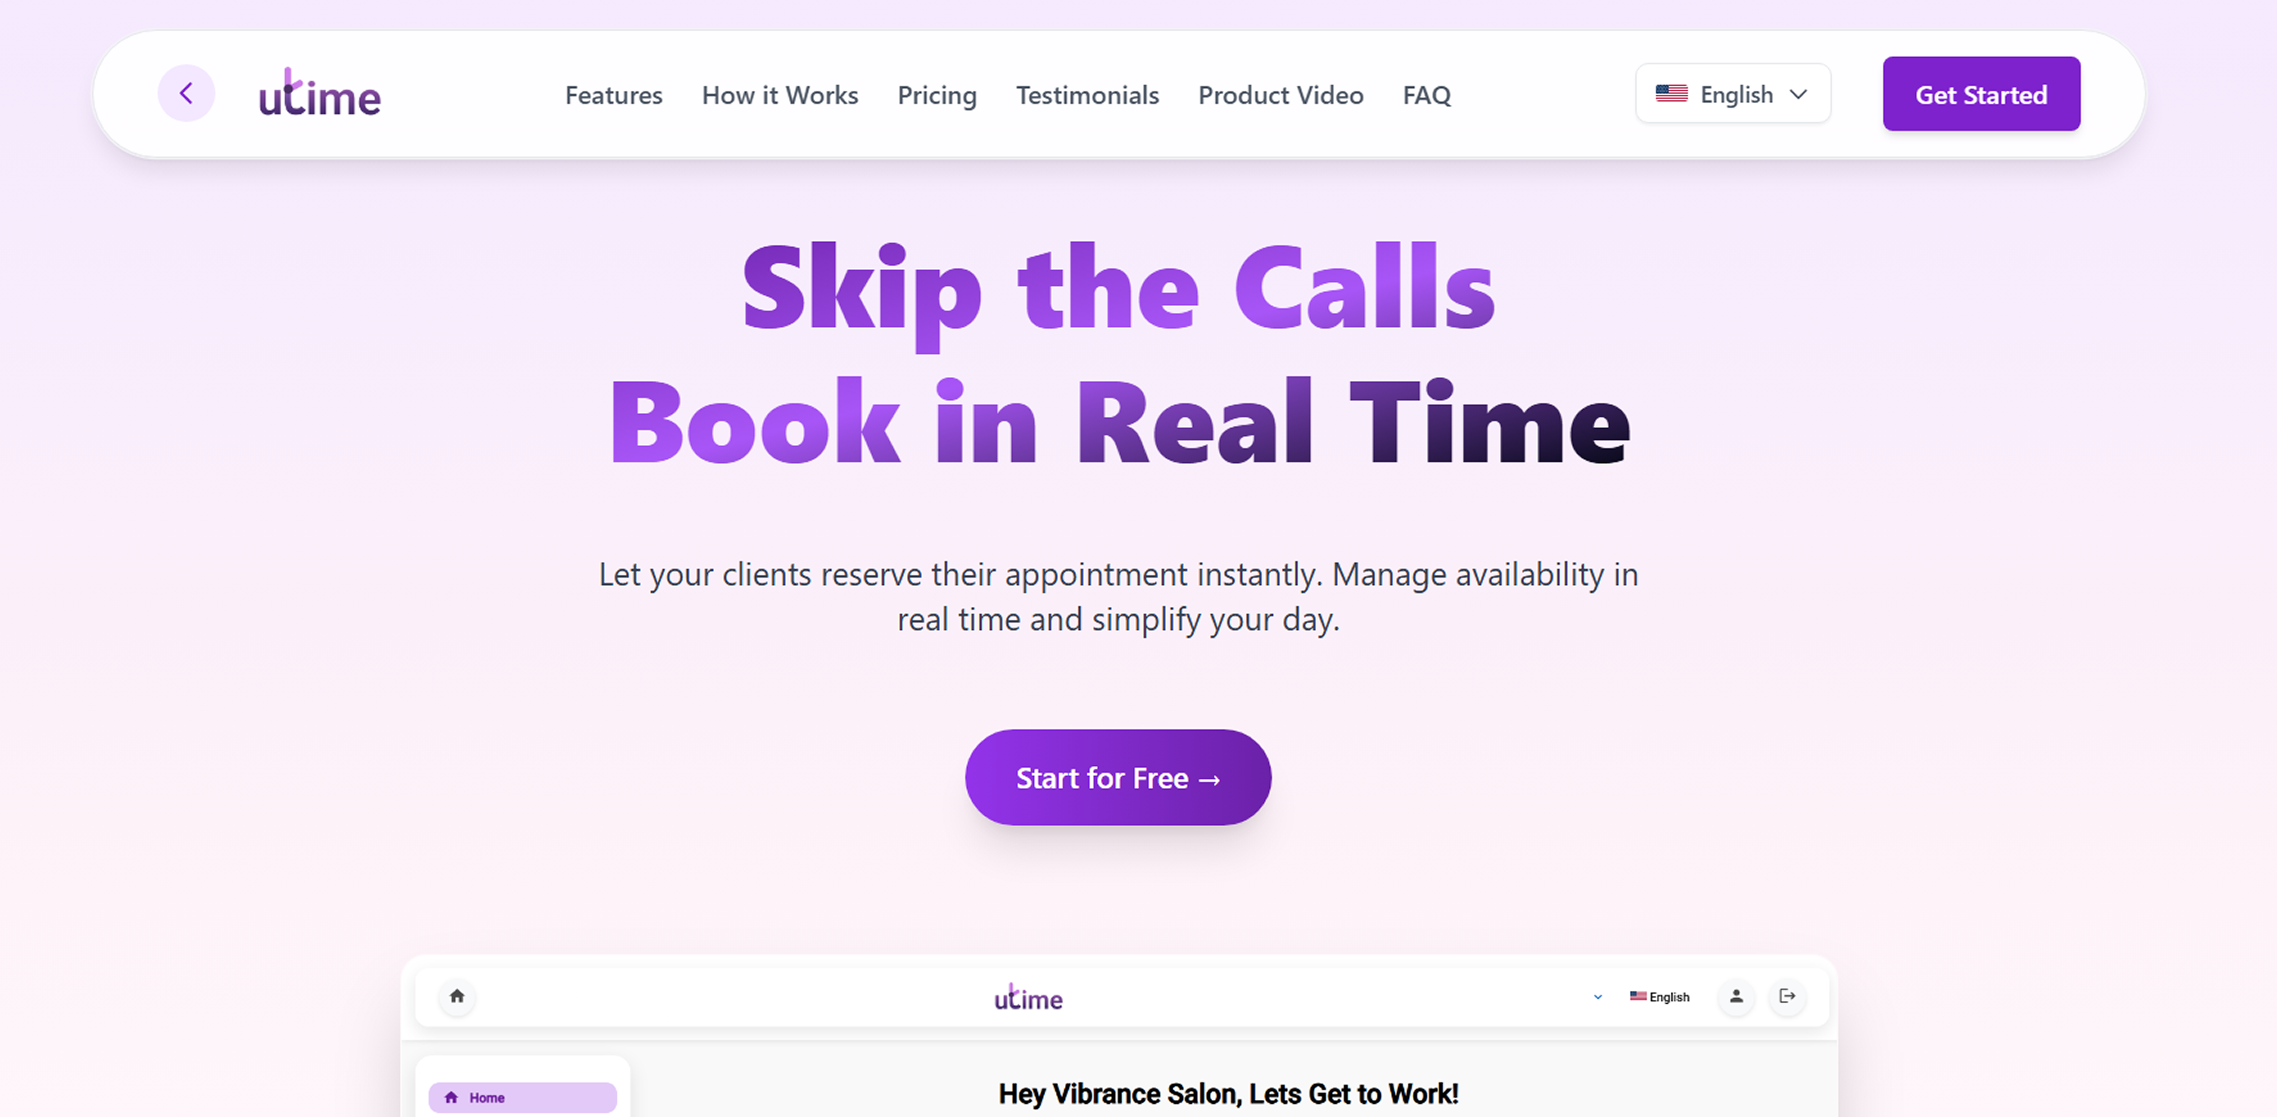 utime
Features
How it Works
Pricing
Testimonials
Product Video
FAQ
English
Get Started
Skip the Calls
Book in Real Time
Let your clients reserve their appointment instantly. Manage availability in
real time and simplify your day.
Start for Free →
utime
English
Home
Hey Vibrance Salon, Lets Get to Work!